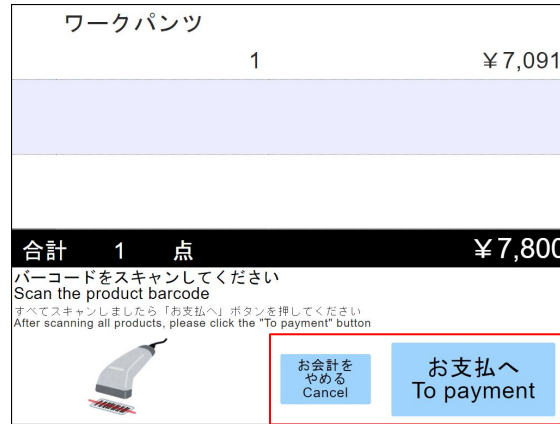 ワークパンツ
1 ¥7,091
合計 1 点 ¥7,800
バーコードをスキャンしてください
Scan the product barcode
すべてスキャンしましたら「お支払へ」ボタンを押してください
After scanning all products, please click the "To payment" button
お会計を
やめる
Cancel
お支払へ
To payment